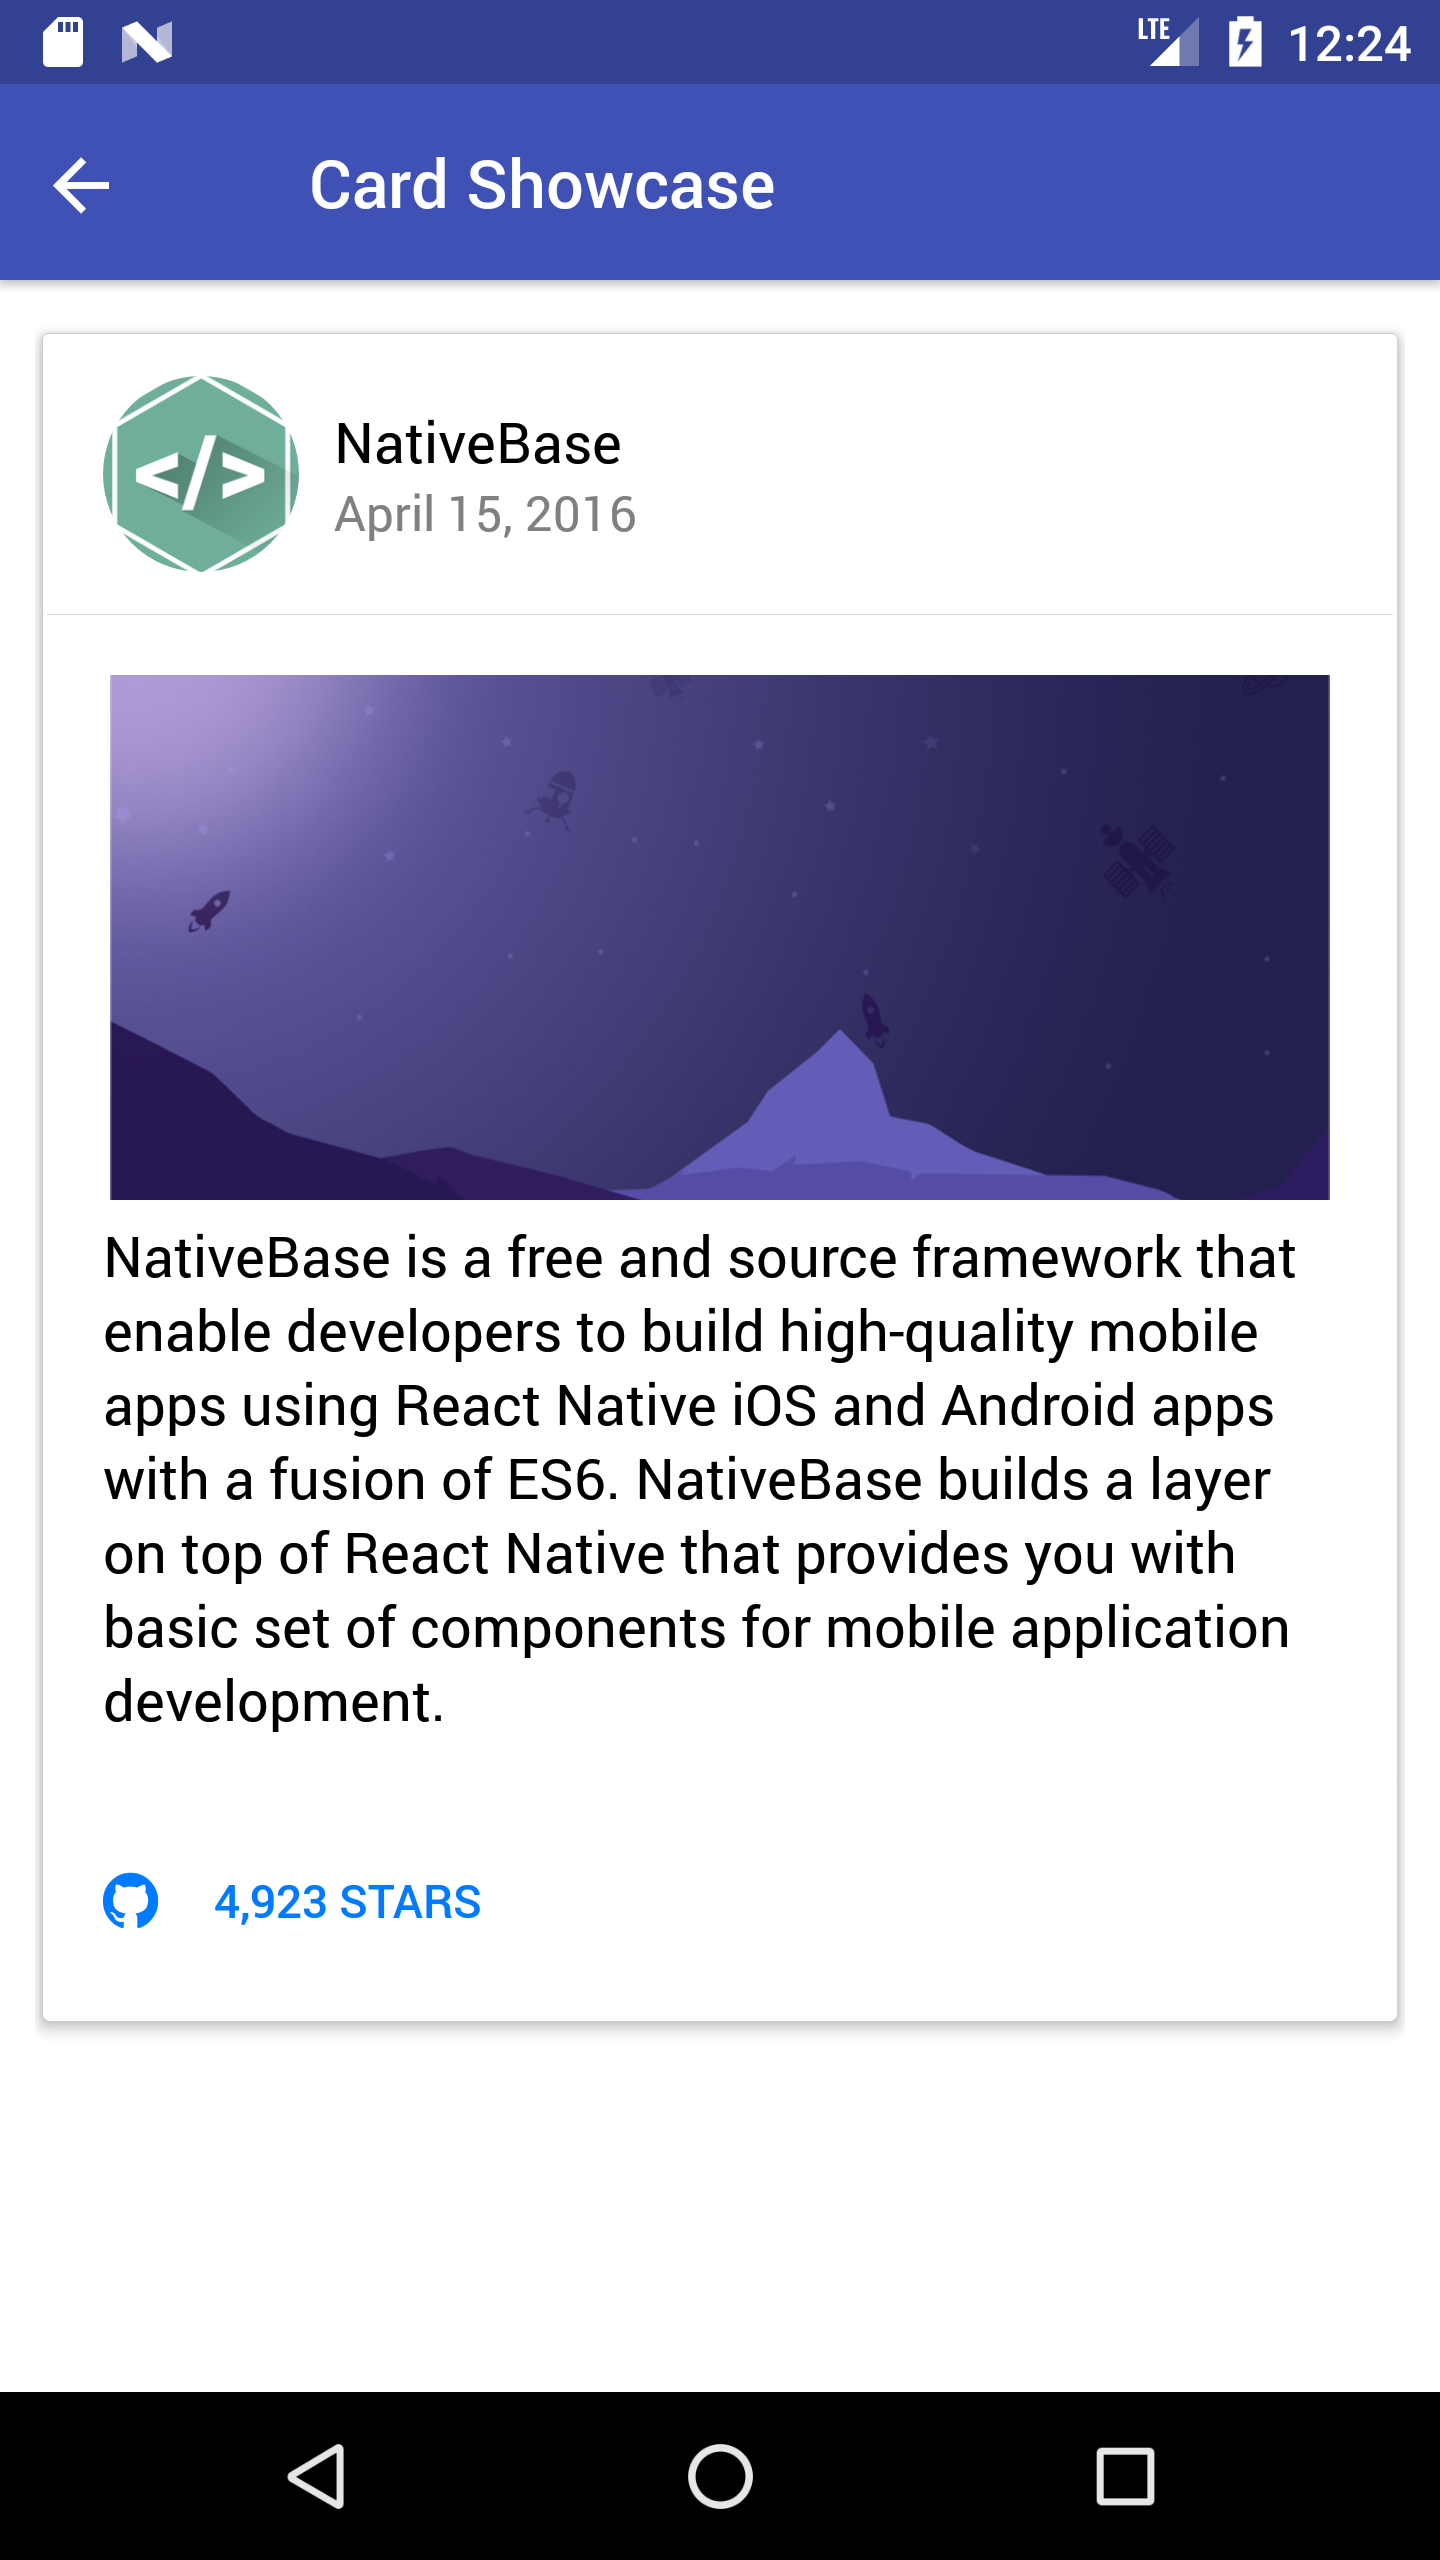 LTE 12:24
Card Showcase
</>
NativeBase
April 15, 2016
NativeBase is a free and source framework that
enable developers to build high-quality mobile
apps using React Native iOS and Android apps
with a fusion of ES6. NativeBase builds a layer
on top of React Native that provides you with
basic set of components for mobile application
development.
4,923 STARS